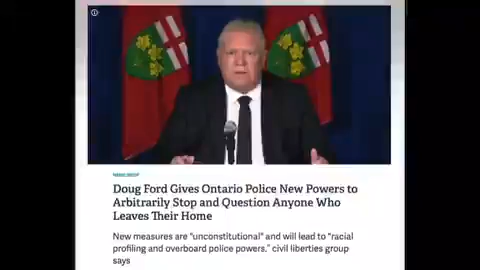 Doug Ford Gives Ontario Police New Powers to
Arbitrarily Stop and Question Anyone Who
Leaves Their Home
New measures are "unconstitutional" and will lead to "racial
profiling and overboard police powers," civil liberties group
says